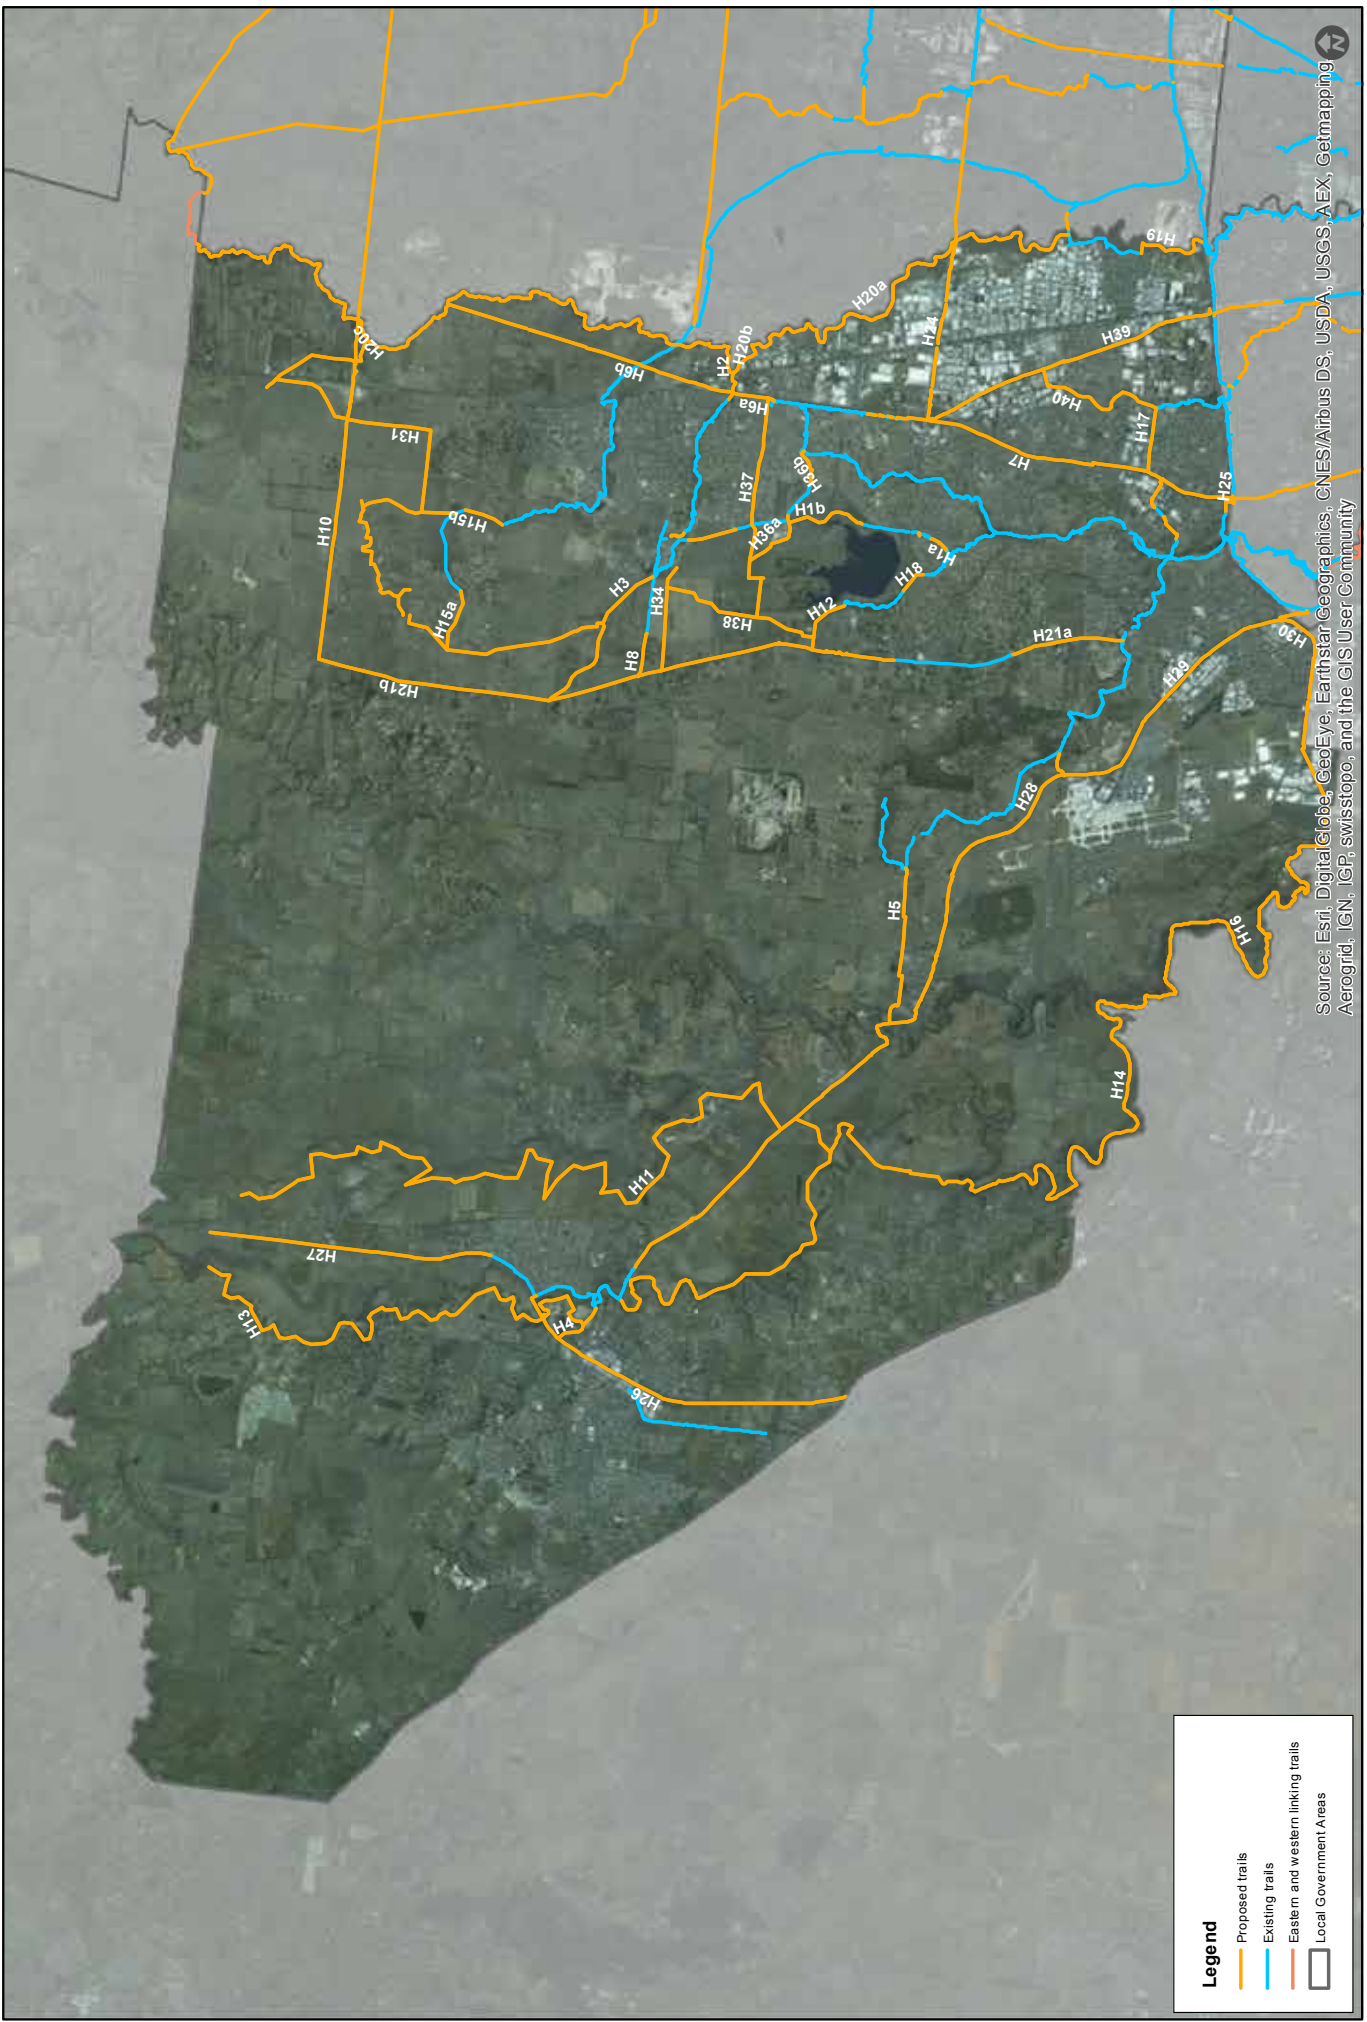 H10
H31
H20c
H6b
H2
H20b
H20a
H24
H19
H39
H40
H17
H7
H25
H6a
H37
H36b
H1b
H36a
H1a
H18
H12
H38
H34
H3
H8
H15b
H15a
H21b
H21a
H29
H30
H28
H5
H16
H14
H11
H27
H13
H4
H26
N
Source: Esri, DigitalGlobe, GeoEye, Earthstar Geographics, CNES/Airbus DS, USDA, USGS, AEX, Getmapping,
Aerogrid, IGN, IGP, swisstopo, and the GIS User Community
Legend
Proposed trails
Existing trails
Eastern and western linking trails
Local Government Areas